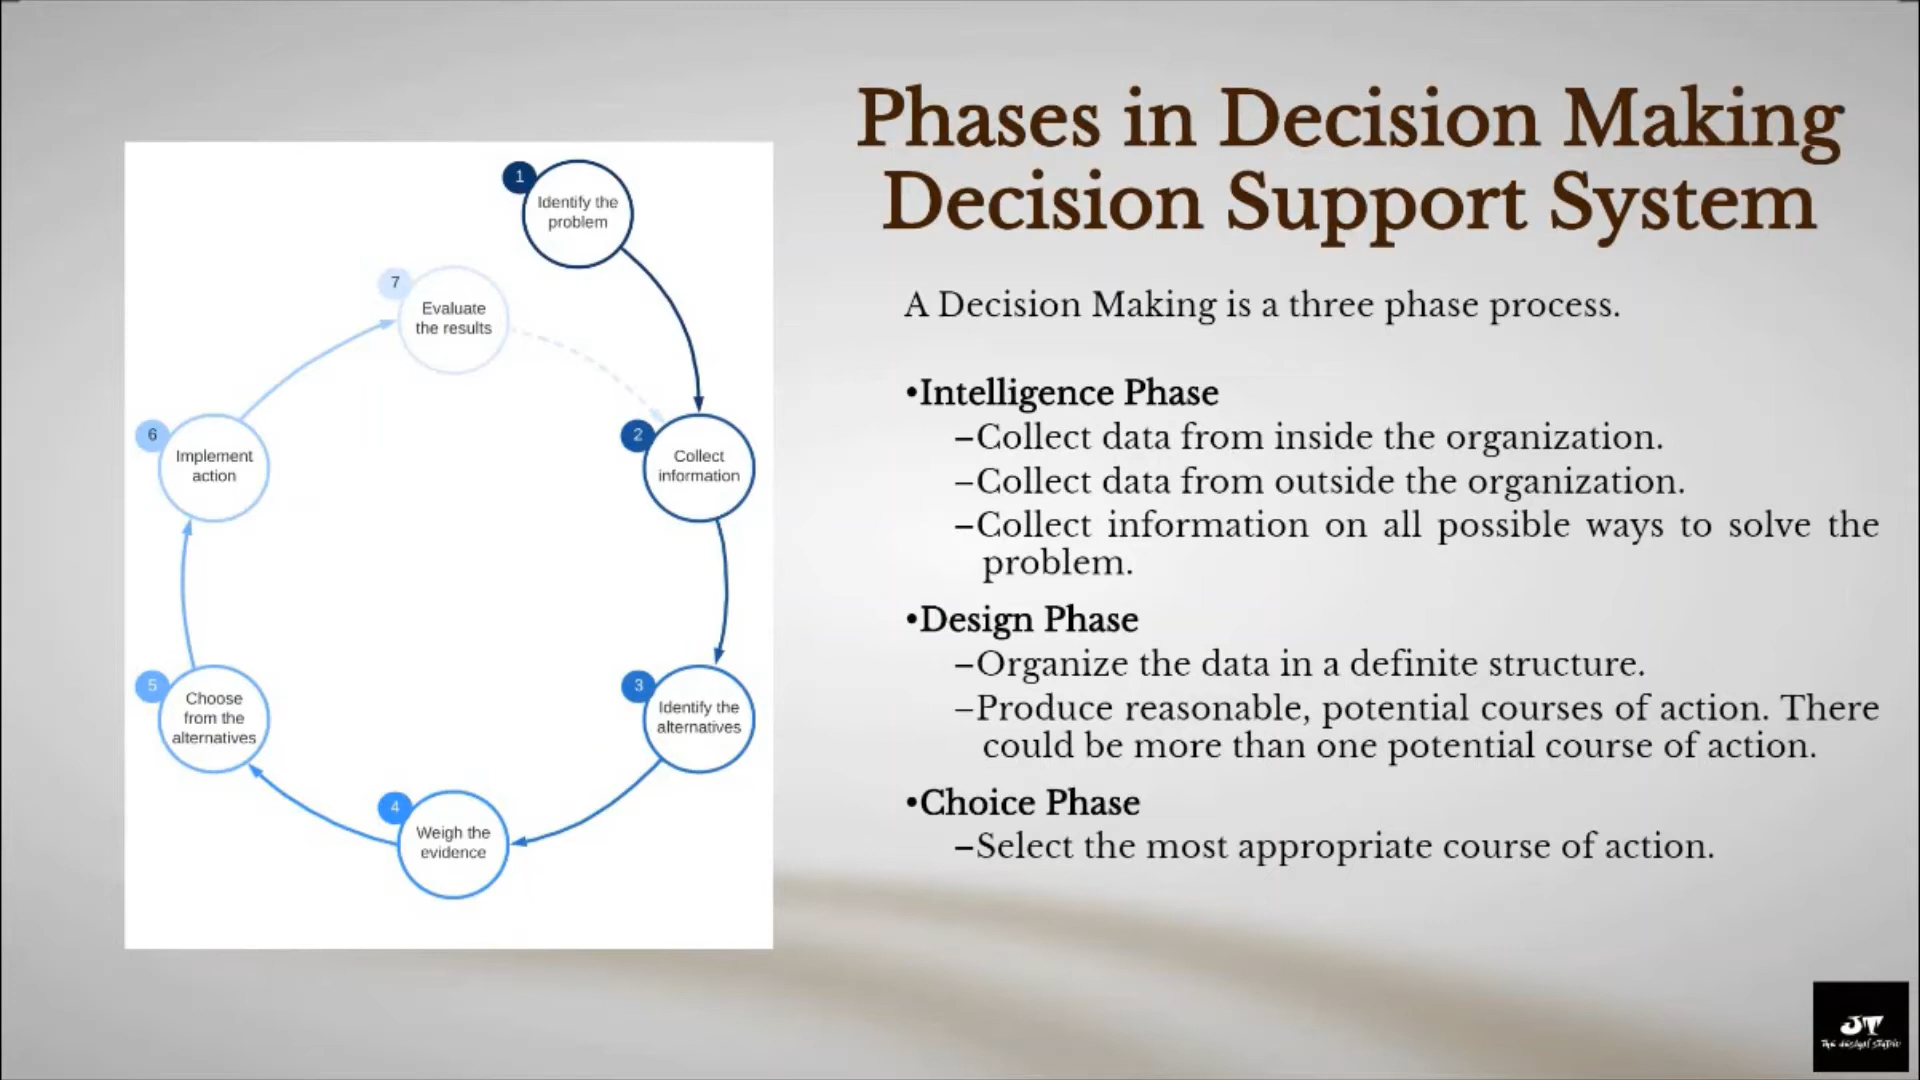 Phases in Decision Making
Decision Support System
A Decision Making is a three phase process.
•Intelligence Phase
–Collect data from inside the organization.
–Collect data from outside the organization.
–Collect information on all possible ways to solve the
problem.
•Design Phase
–Organize the data in a definite structure.
–Produce reasonable, potential courses of action. There
could be more than one potential course of action.
•Choice Phase
–Select the most appropriate course of action.
1
Identify the
problem
2
Collect
information
3
Identify the
alternatives
4
Weigh the
evidence
5
Choose
from the
alternatives
6
Implement
action
7
Evaluate
the results
JT
The design studio